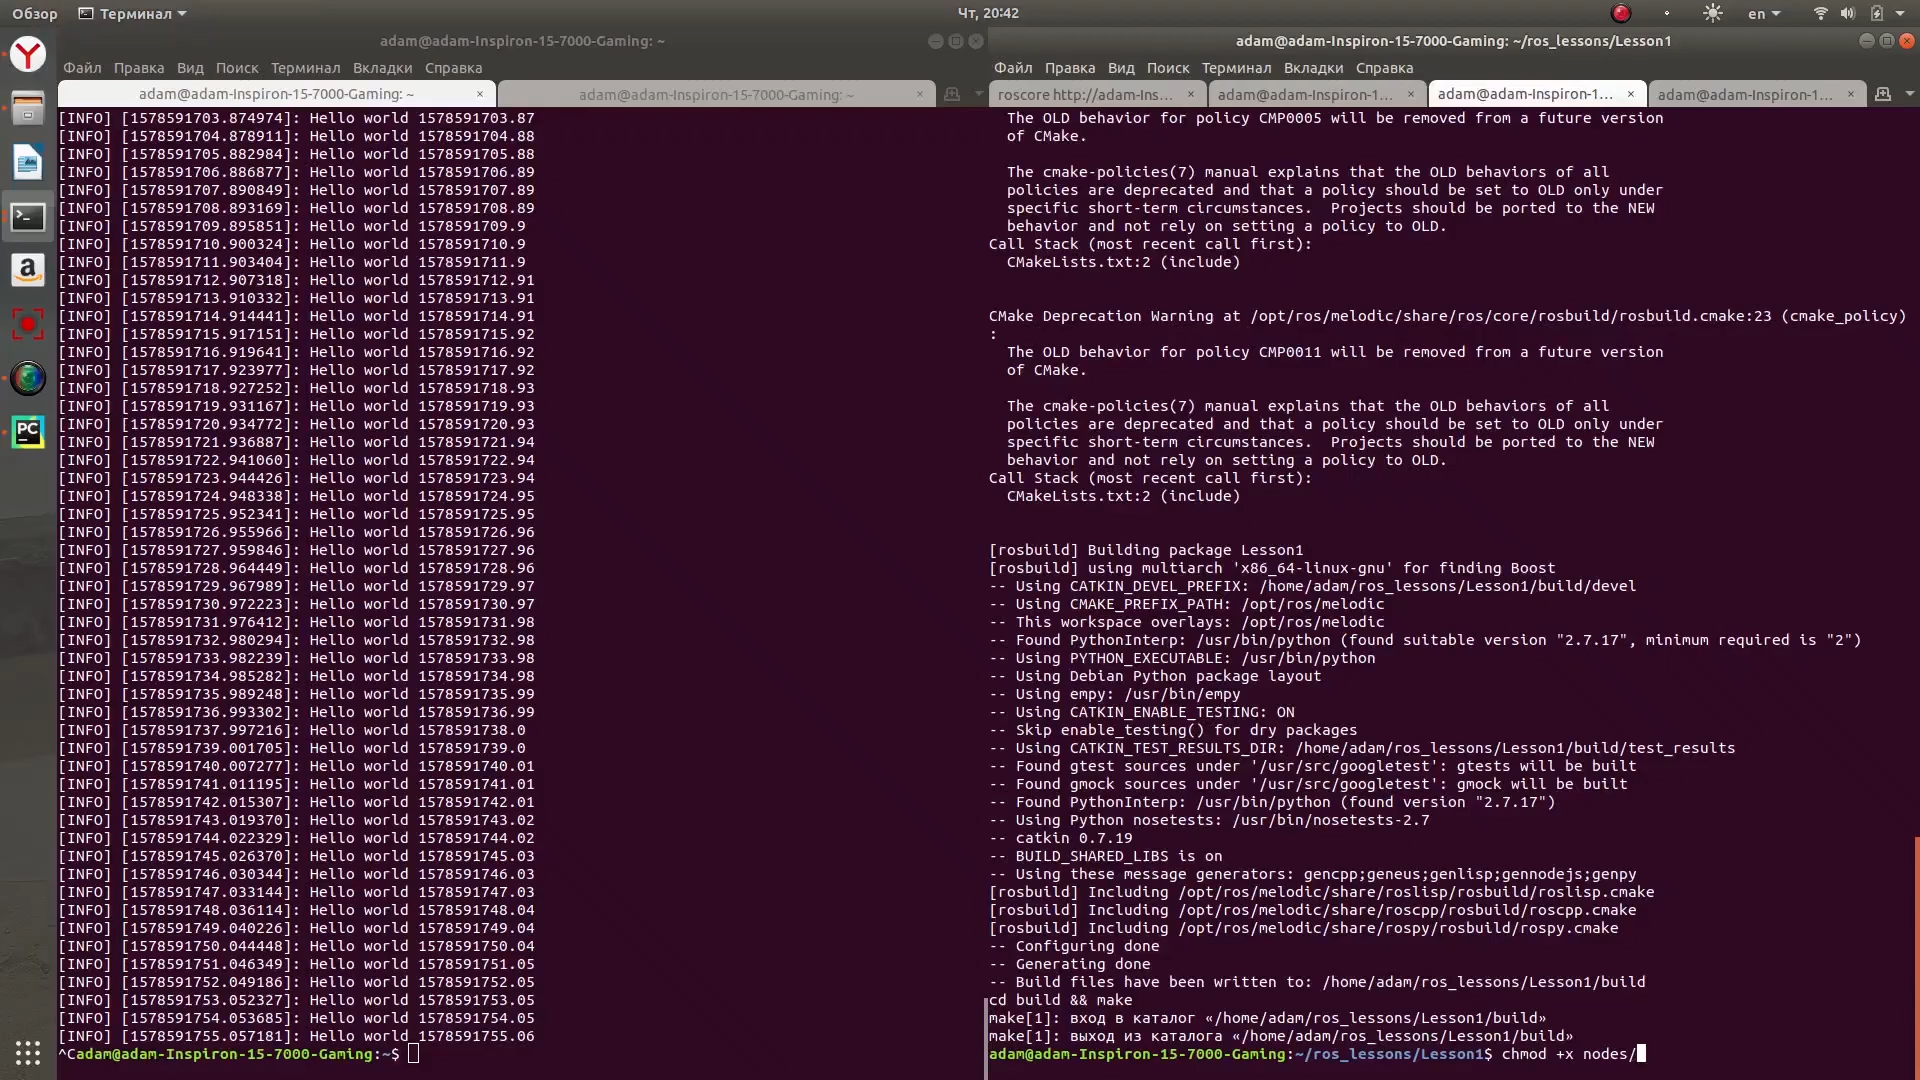 Обзор
Терминал
Чт, 20:42
en
adam@adam-Inspiron-15-7000-Gaming: ~
Файл Правка Вид Поиск Терминал Вкладки Справка
adam@adam-Inspiron-15-7000-Gaming: ~ ×
adam@adam-Inspiron-15-7000-Gaming: ~ ×
[INFO] [1578591703.874974]: Hello world 1578591703.87
[INFO] [1578591704.878911]: Hello world 1578591704.88
[INFO] [1578591705.882984]: Hello world 1578591705.88
[INFO] [1578591706.886877]: Hello world 1578591706.89
[INFO] [1578591707.890849]: Hello world 1578591707.89
[INFO] [1578591708.893169]: Hello world 1578591708.89
[INFO] [1578591709.895851]: Hello world 1578591709.9
[INFO] [1578591710.900324]: Hello world 1578591710.9
[INFO] [1578591711.903404]: Hello world 1578591711.9
[INFO] [1578591712.907318]: Hello world 1578591712.91
[INFO] [1578591713.910332]: Hello world 1578591713.91
[INFO] [1578591714.914441]: Hello world 1578591714.91
[INFO] [1578591715.917151]: Hello world 1578591715.92
[INFO] [1578591716.919641]: Hello world 1578591716.92
[INFO] [1578591717.923977]: Hello world 1578591717.92
[INFO] [1578591718.927252]: Hello world 1578591718.93
[INFO] [1578591719.931167]: Hello world 1578591719.93
[INFO] [1578591720.934772]: Hello world 1578591720.93
[INFO] [1578591721.936887]: Hello world 1578591721.94
[INFO] [1578591722.941060]: Hello world 1578591722.94
[INFO] [1578591723.944426]: Hello world 1578591723.94
[INFO] [1578591724.948338]: Hello world 1578591724.95
[INFO] [1578591725.952341]: Hello world 1578591725.95
[INFO] [1578591726.955966]: Hello world 1578591726.96
[INFO] [1578591727.959846]: Hello world 1578591727.96
[INFO] [1578591728.964449]: Hello world 1578591728.96
[INFO] [1578591729.967989]: Hello world 1578591729.97
[INFO] [1578591730.972223]: Hello world 1578591730.97
[INFO] [1578591731.976412]: Hello world 1578591731.98
[INFO] [1578591732.980294]: Hello world 1578591732.98
[INFO] [1578591733.982239]: Hello world 1578591733.98
[INFO] [1578591734.985282]: Hello world 1578591734.98
[INFO] [1578591735.989248]: Hello world 1578591735.99
[INFO] [1578591736.993302]: Hello world 1578591736.99
[INFO] [1578591737.997216]: Hello world 1578591738.0
[INFO] [1578591739.001705]: Hello world 1578591739.0
[INFO] [1578591740.007277]: Hello world 1578591740.01
[INFO] [1578591741.011195]: Hello world 1578591741.01
[INFO] [1578591742.015307]: Hello world 1578591742.01
[INFO] [1578591743.019370]: Hello world 1578591743.02
[INFO] [1578591744.022329]: Hello world 1578591744.02
[INFO] [1578591745.026370]: Hello world 1578591745.03
[INFO] [1578591746.030344]: Hello world 1578591746.03
[INFO] [1578591747.033144]: Hello world 1578591747.03
[INFO] [1578591748.036114]: Hello world 1578591748.04
[INFO] [1578591749.040226]: Hello world 1578591749.04
[INFO] [1578591750.044448]: Hello world 1578591750.04
[INFO] [1578591751.046349]: Hello world 1578591751.05
[INFO] [1578591752.049186]: Hello world 1578591752.05
[INFO] [1578591753.052327]: Hello world 1578591753.05
[INFO] [1578591754.053685]: Hello world 1578591754.05
[INFO] [1578591755.057181]: Hello world 1578591755.06
^Cadam@adam-Inspiron-15-7000-Gaming:~$
adam@adam-Inspiron-15-7000-Gaming: ~/ros_lessons/Lesson1
Файл Правка Вид Поиск Терминал Вкладки Справка
roscore http://adam-Ins... ×
adam@adam-Inspiron-1... ×
adam@adam-Inspiron-1... ×
adam@adam-Inspiron-1... ×
The OLD behavior for policy CMP0005 will be removed from a future version
of CMake.
The cmake-policies(7) manual explains that the OLD behaviors of all
policies are deprecated and that a policy should be set to OLD only under
specific short-term circumstances.  Projects should be ported to the NEW
behavior and not rely on setting a policy to OLD.
Call Stack (most recent call first):
CMakeLists.txt:2 (include)
CMake Deprecation Warning at /opt/ros/melodic/share/ros/core/rosbuild/rosbuild.cmake:23 (cmake_policy)
:
The OLD behavior for policy CMP0011 will be removed from a future version
of CMake.
The cmake-policies(7) manual explains that the OLD behaviors of all
policies are deprecated and that a policy should be set to OLD only under
specific short-term circumstances.  Projects should be ported to the NEW
behavior and not rely on setting a policy to OLD.
Call Stack (most recent call first):
CMakeLists.txt:2 (include)
[rosbuild] Building package Lesson1
[rosbuild] using multiarch 'x86_64-linux-gnu' for finding Boost
-- Using CATKIN_DEVEL_PREFIX: /home/adam/ros_lessons/Lesson1/build/devel
-- Using CMAKE_PREFIX_PATH: /opt/ros/melodic
-- This workspace overlays: /opt/ros/melodic
-- Found PythonInterp: /usr/bin/python (found suitable version "2.7.17", minimum required is "2")
-- Using PYTHON_EXECUTABLE: /usr/bin/python
-- Using Debian Python package layout
-- Using empy: /usr/bin/empy
-- Using CATKIN_ENABLE_TESTING: ON
-- Skip enable_testing() for dry packages
-- Using CATKIN_TEST_RESULTS_DIR: /home/adam/ros_lessons/Lesson1/build/test_results
-- Found gtest sources under '/usr/src/googletest': gtests will be built
-- Found gmock sources under '/usr/src/googletest': gmock will be built
-- Found PythonInterp: /usr/bin/python (found version "2.7.17")
-- Using Python nosetests: /usr/bin/nosetests-2.7
-- catkin 0.7.19
-- BUILD_SHARED_LIBS is on
-- Using these message generators: gencpp;geneus;genlisp;gennodejs;genpy
[rosbuild] Including /opt/ros/melodic/share/roslisp/rosbuild/roslisp.cmake
[rosbuild] Including /opt/ros/melodic/share/roscpp/rosbuild/roscpp.cmake
[rosbuild] Including /opt/ros/melodic/share/rospy/rosbuild/rospy.cmake
-- Configuring done
-- Generating done
-- Build files have been written to: /home/adam/ros_lessons/Lesson1/build
cd build && make
make[1]: вход в каталог «/home/adam/ros_lessons/Lesson1/build»
make[1]: выход из каталога «/home/adam/ros_lessons/Lesson1/build»
adam@adam-Inspiron-15-7000-Gaming:~/ros_lessons/Lesson1$ chmod +x nodes/